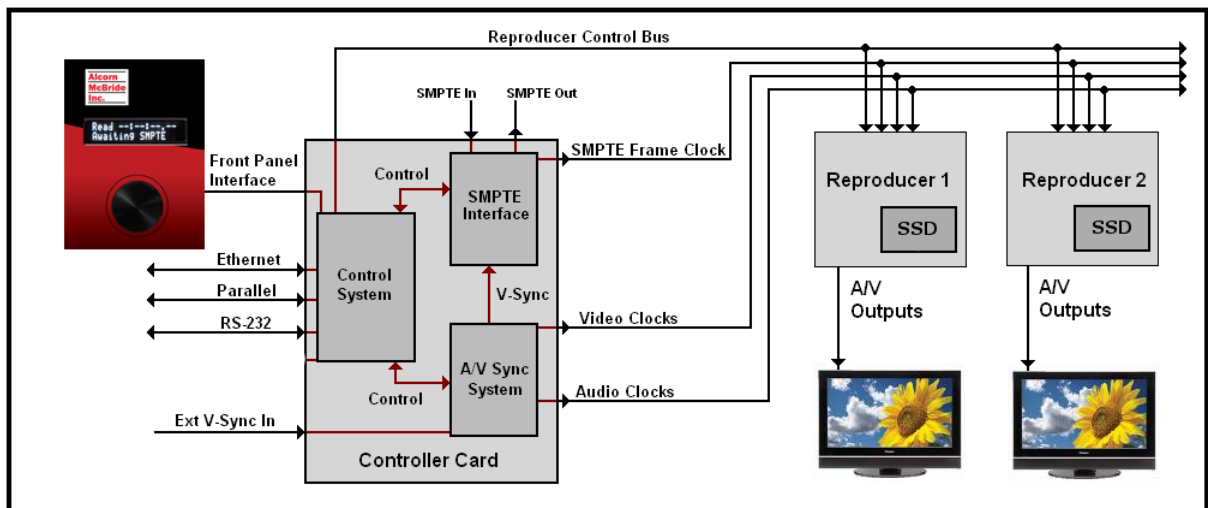 Reproducer Control Bus
Alcorn
McBride
Inc.
Read --:--:--.--
Awaiting SMPTE
SMPTE In
SMPTE Out
Front Panel
Interface
Control
SMPTE
Interface
SMPTE Frame Clock
Reproducer 1
SSD
Reproducer 2
SSD
Ethernet
Parallel
RS-232
Control
System
V-Sync
A/V Sync
System
Control
Video Clocks
Audio Clocks
A/V
Outputs
A/V
Outputs
Ext V-Sync In
Controller Card